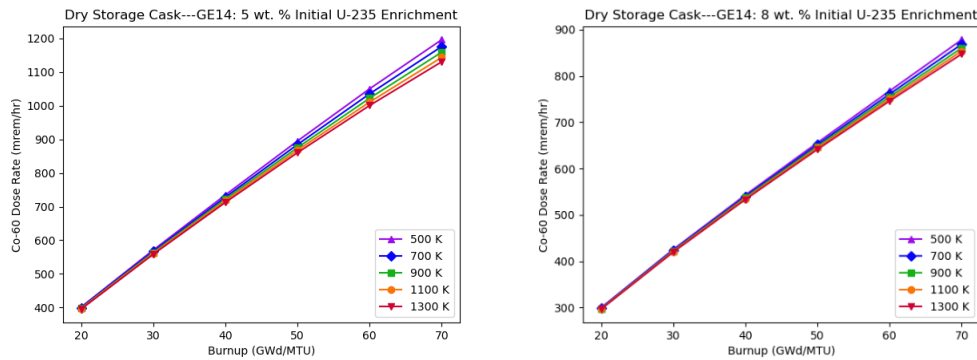 Dry Storage Cask---GE14: 5 wt. % Initial U-235 Enrichment
Co-60 Dose Rate (mrem/hr)
1200
1100
1000
900
800
700
600
500
400
500 K
700 K
900 K
1100 K
1300 K
20 30 40 50 60 70
Burnup (GWd/MTU)
Dry Storage Cask---GE14: 8 wt. % Initial U-235 Enrichment
Co-60 Dose Rate (mrem/hr)
900
800
700
600
500
400
300
500 K
700 K
900 K
1100 K
1300 K
20 30 40 50 60 70
Burnup (GWd/MTU)